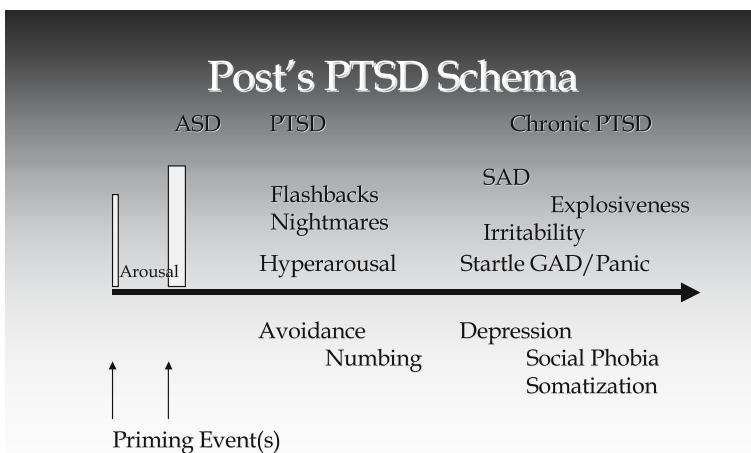 Post's PTSD Schema
ASD PTSD Chronic PTSD
SAD
Flashbacks
Explosiveness
Nightmares
Irritability
Arousal Hyperarousal Startle GAD/Panic
Avoidance Depression
Numbing Social Phobia
Somatization
Priming Event(s)